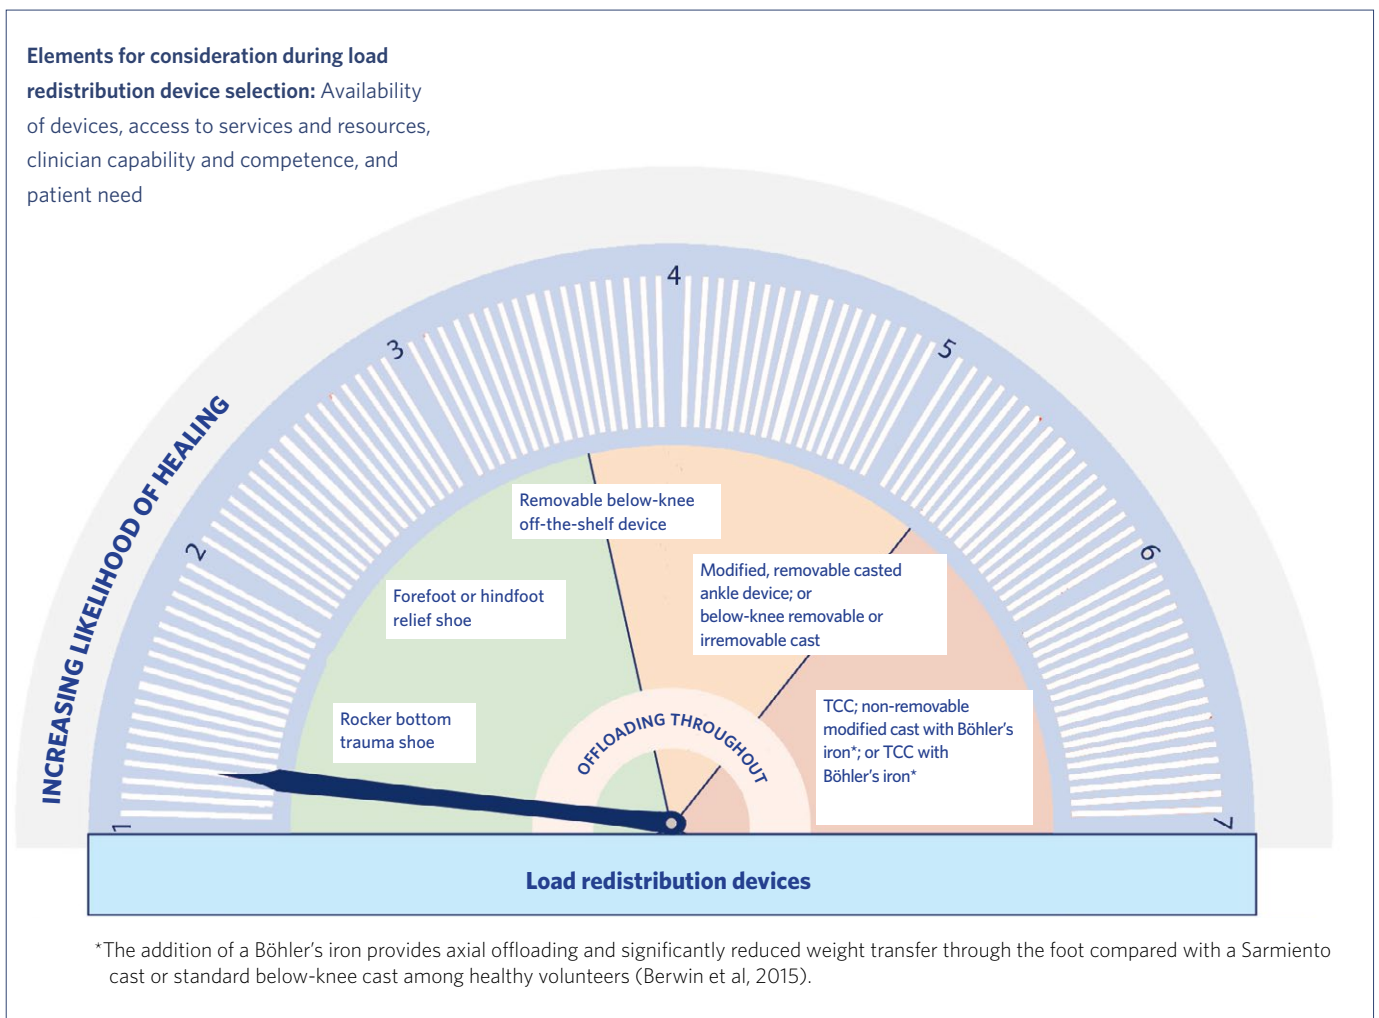 Elements for consideration during load
redistribution device selection: Availability
of devices, access to services and resources,
clinician capability and competence, and
patient need
INCREASING LIKELIHOOD OF HEALING
1
2
3
4
5
6
7
Removable below-knee
off-the-shelf device
Forefoot or hindfoot
relief shoe
Modified, removable casted
ankle device; or
below-knee removable or
irremovable cast
Rocker bottom
trauma shoe
TCC; non-removable
modified cast with Böhler's
iron*; or TCC with
Böhler's iron*
OFFLOADING THROUGHOUT
Load redistribution devices
*The addition of a Böhler's iron provides axial offloading and significantly reduced weight transfer through the foot compared with a Sarmiento
cast or standard below-knee cast among healthy volunteers (Berwin et al, 2015).